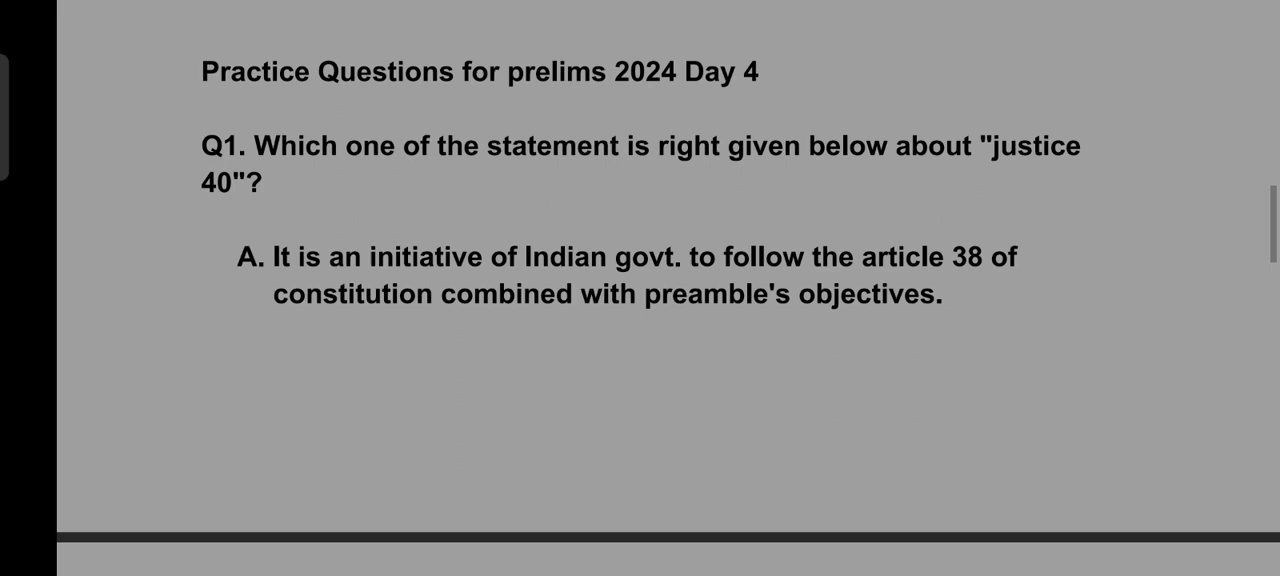 Practice Questions for prelims 2024 Day 4
Q1. Which one of the statement is right given below about "justice
40"?
A. It is an initiative of Indian govt. to follow the article 38 of
constitution combined with preamble's objectives.